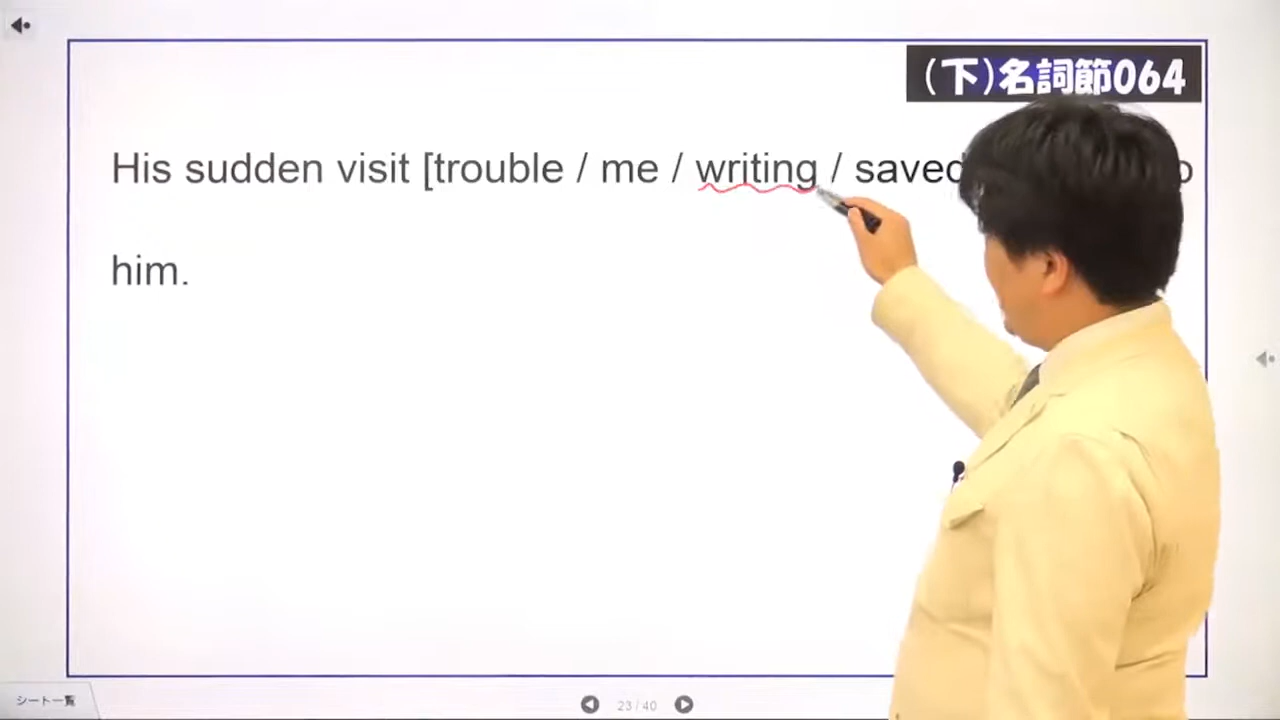 (下)名詞節064
His sudden visit [trouble / me / writing / saved
him.
シート一覧
23 / 40